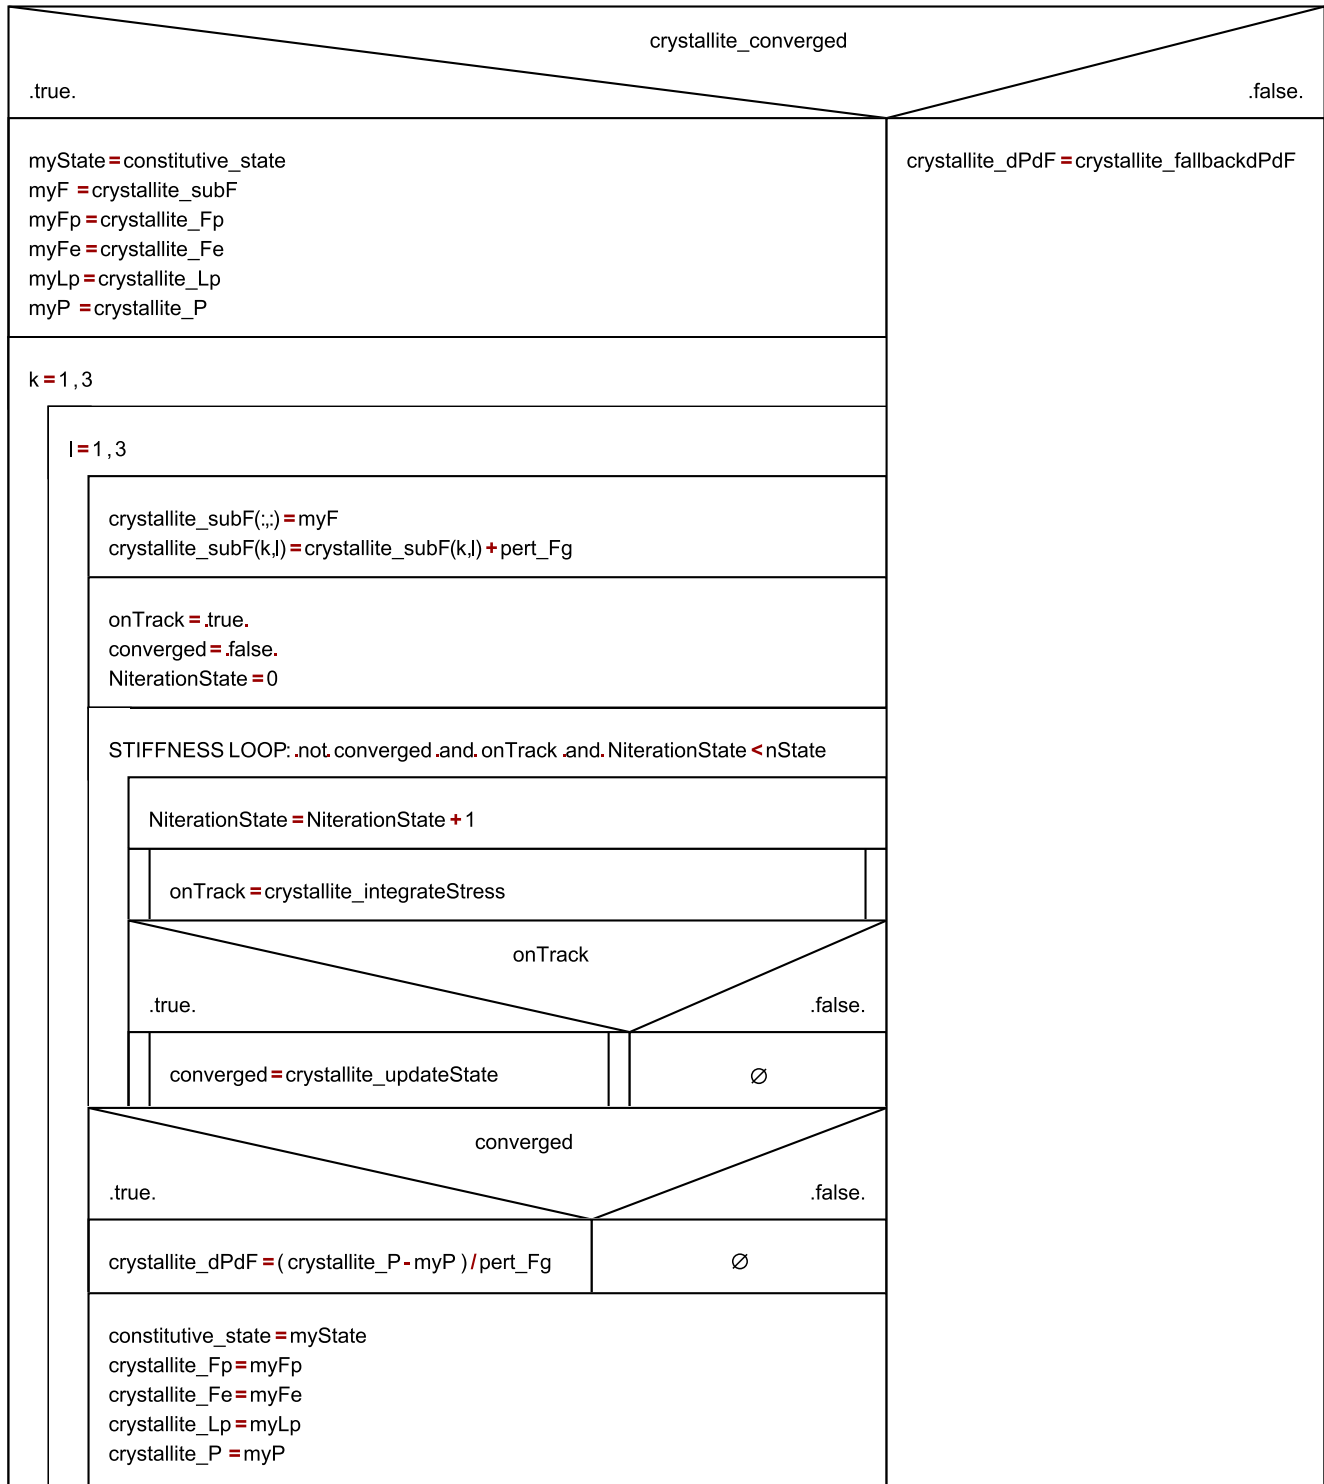 crystallite_converged
.true.
.false.
myState=constitutive_state
myF =crystallite_subF
myFp=crystallite_Fp
myFe=crystallite_Fe
myLp=crystallite_Lp
myP =crystallite_P
crystallite_dPdF=crystallite_fallbackdPdF
k=1,3
l=1,3
crystallite_subF(:,:)=myF
crystallite_subF(k,l)=crystallite_subF(k,l)+pert_Fg
onTrack=.true.
converged=.false.
NiterationState=0
STIFFNESS LOOP: .not. converged .and. onTrack .and. NiterationState<nState
NiterationState=NiterationState+1
onTrack=crystallite_integrateStress
onTrack
.true.
.false.
converged=crystallite_updateState
∅
converged
.true.
.false.
crystallite_dPdF=(crystallite_P-myP)/pert_Fg
∅
constitutive_state=myState
crystallite_Fp=myFp
crystallite_Fe=myFe
crystallite_Lp=myLp
crystallite_P =myP